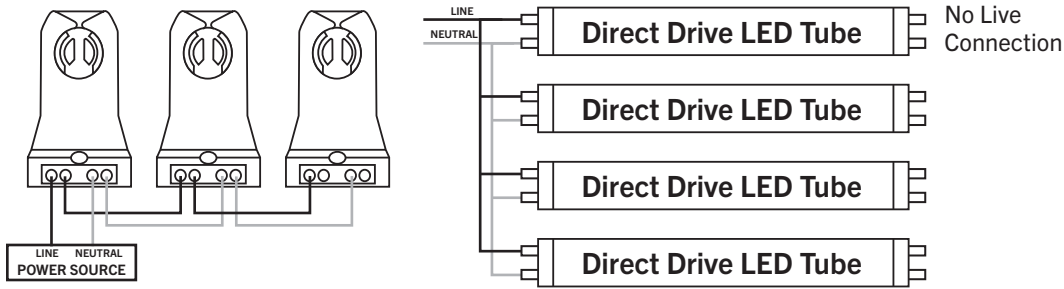 LINE
NEUTRAL
POWER SOURCE
LINE
NEUTRAL
Direct Drive LED Tube
No Live
Connection
Direct Drive LED Tube
Direct Drive LED Tube
Direct Drive LED Tube